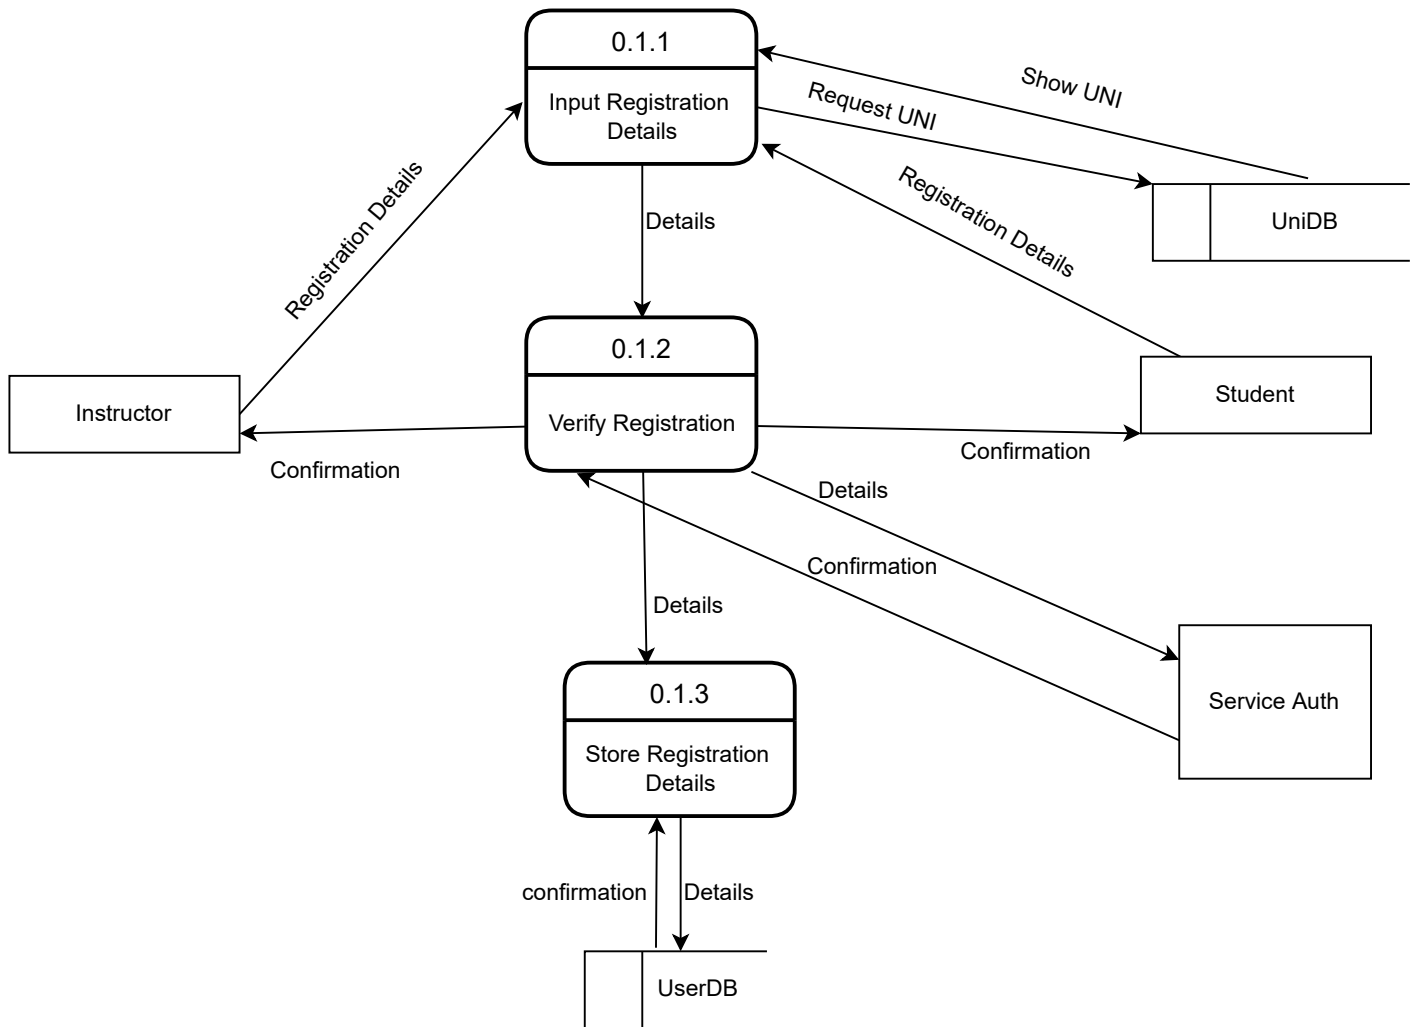 0.1.1
Input Registration
Details
Show UNI
Request UNI
Registration Details
Registration Details
Details
UniDB
0.1.2
Verify Registration
Instructor
Student
Confirmation
Confirmation
Details
Confirmation
Details
0.1.3
Store Registration
Details
Service Auth
confirmation
Details
UserDB